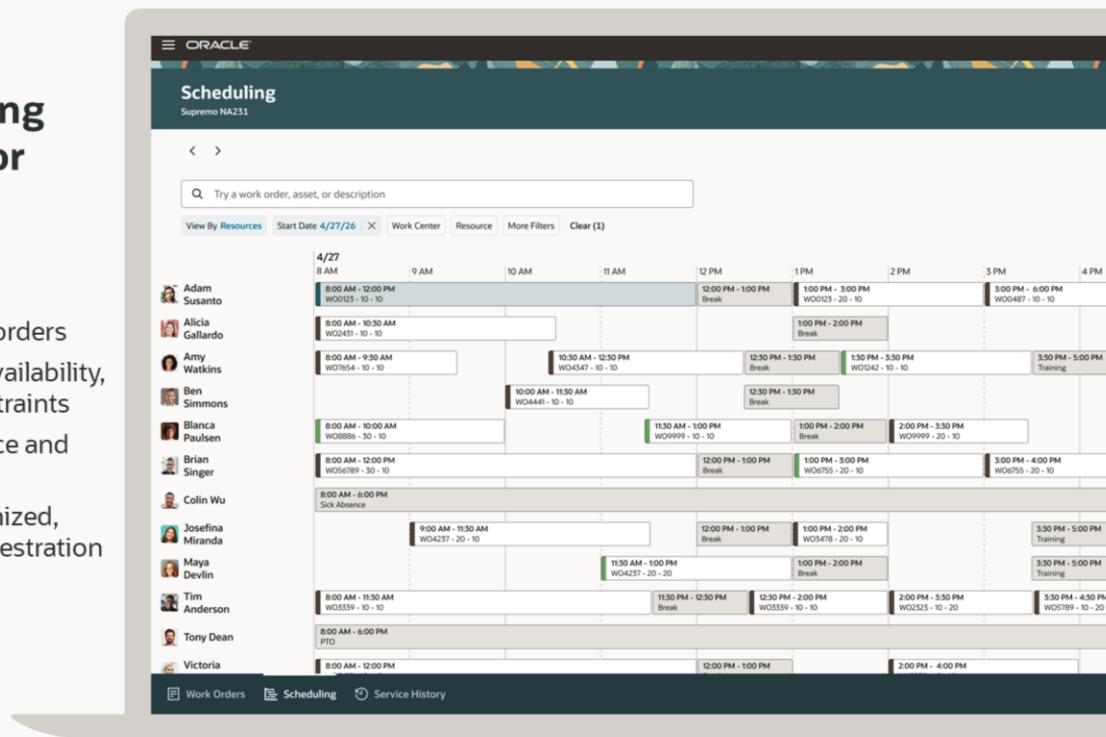 ng
or
orders
vailability,
traints
ce and
nized,
estration
ORACLE
Scheduling
Supremo NA231
Try a work order, asset, or description
View By Resources Start Date 4/27/26 Work Center Resource More Filters Clear (1)
4/27
8 AM 9 AM 10 AM 11 AM 12 PM 1 PM 2 PM 3 PM 4 PM
Adam Susanto
8:00 AM - 12:00 PM 12:00 PM - 1:00 PM 1:00 PM - 3:00 PM 3:00 PM - 6:00 PM
WO0123 - 10 - 10 Break WO0123 - 20 - 10 WO0487 - 10 - 10
Alicia Gallardo
8:00 AM - 10:30 AM 1:00 PM - 2:00 PM
WO2431 - 10 - 10 Break
Amy Watkins
8:00 AM - 9:30 AM 10:30 AM - 12:30 PM 12:30 PM - 1:30 PM 1:30 PM - 3:30 PM 3:30 PM - 5:00 PM
WO7654 - 10 - 10 WO4347 - 10 - 10 Break WO1242 - 10 - 10 Training
Ben Simmons
10:00 AM - 11:30 AM 12:30 PM - 1:30 PM
WO4441 - 10 - 10 Break
Blanca Paulsen
8:00 AM - 10:00 AM 11:30 AM - 1:00 PM 1:00 PM - 2:00 PM 2:00 PM - 3:30 PM
WO8886 - 30 - 10 WO9999 - 10 - 10 Break WO9999 - 20 - 10
Brian Singer
8:00 AM - 12:00 PM 12:00 PM - 1:00 PM 1:00 PM - 3:00 PM 3:00 PM - 4:00 PM
WO56789 - 30 - 10 Break WO6755 - 20 - 10 WO6755 - 20 - 10
Colin Wu
8:00 AM - 6:00 PM
Sick Absence
Josefina Miranda
9:00 AM - 11:30 AM 12:00 PM - 1:00 PM 1:00 PM - 2:00 PM 3:30 PM - 5:00 PM
WO4237 - 20 - 10 Break WO3478 - 20 - 10 Training
Maya Devlin
11:30 AM - 1:00 PM 1:00 PM - 2:00 PM 3:30 PM - 5:00 PM
WO4237 - 20 - 20 Break Training
Tim Anderson
8:00 AM - 11:30 AM 11:30 PM - 12:30 PM 12:30 PM - 2:00 PM 2:00 PM - 3:30 PM 3:30 PM - 4:30 PM
WO3339 - 10 - 10 Break WO3339 - 10 - 10 WO2323 - 10 - 20 WO5789 - 10 - 20
Tony Dean
8:00 AM - 6:00 PM
PTO
Victoria
8:00 AM - 12:00 PM 12:00 PM - 1:00 PM 2:00 PM - 4:00 PM
Work Orders Scheduling Service History